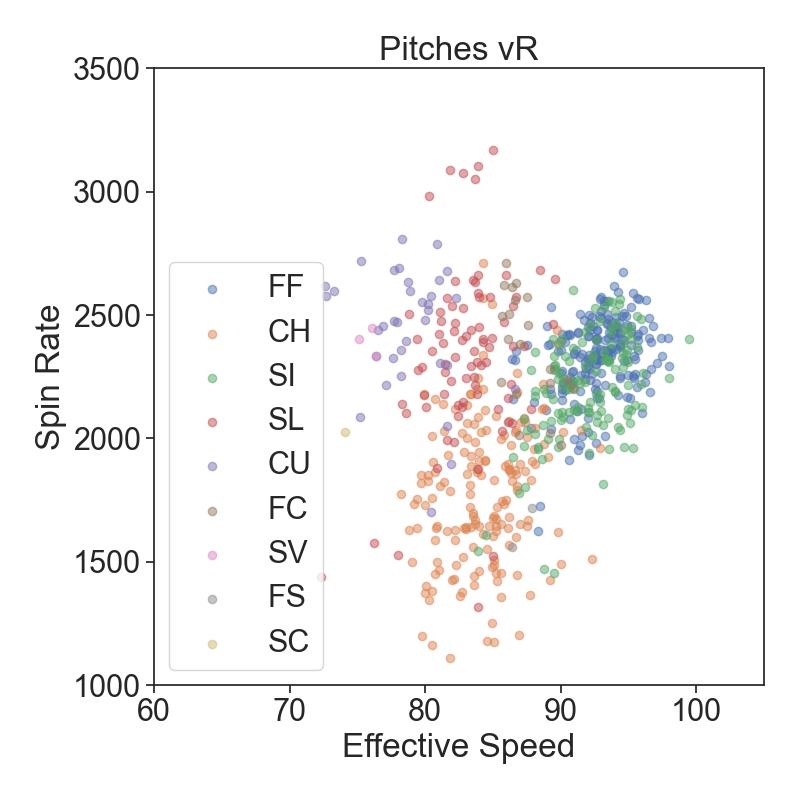 Pitches vR
3500
3000
2500
2000
1500
1000
Spin Rate
FF
CH
SI
SL
CU
FC
SV
FS
SC
60 70 80 90 100
Effective Speed